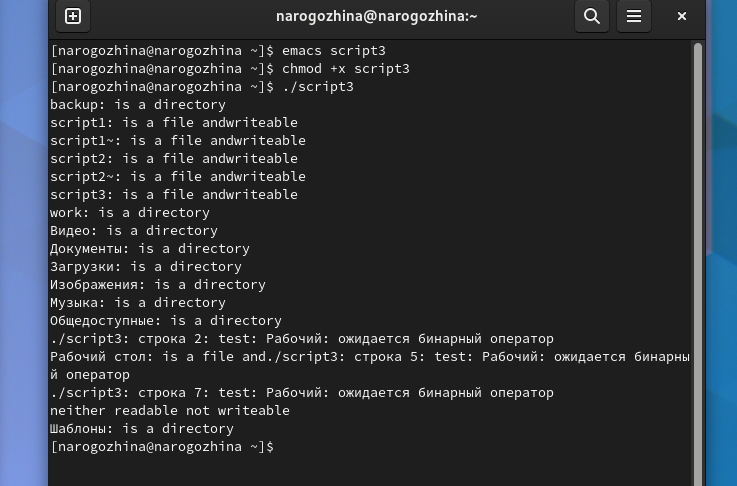 narogozhina@narogozhina:~
[narogozhina@narogozhina ~]$ emacs script3
[narogozhina@narogozhina ~]$ chmod +x script3
[narogozhina@narogozhina ~]$ ./script3
backup: is a directory
script1: is a file andwriteable
script1~: is a file andwriteable
script2: is a file andwriteable
script2~: is a file andwriteable
script3: is a file andwriteable
work: is a directory
Видео: is a directory
Документы: is a directory
Загрузки: is a directory
Изображения: is a directory
Музыка: is a directory
Общедоступные: is a directory
./script3: строка 2: test: Рабочий: ожидается бинарный оператор
Рабочий стол: is a file and./script3: строка 5: test: Рабочий: ожидается бинарны
й оператор
./script3: строка 7: test: Рабочий: ожидается бинарный оператор
neither readable not writeable
Шаблоны: is a directory
[narogozhina@narogozhina ~]$